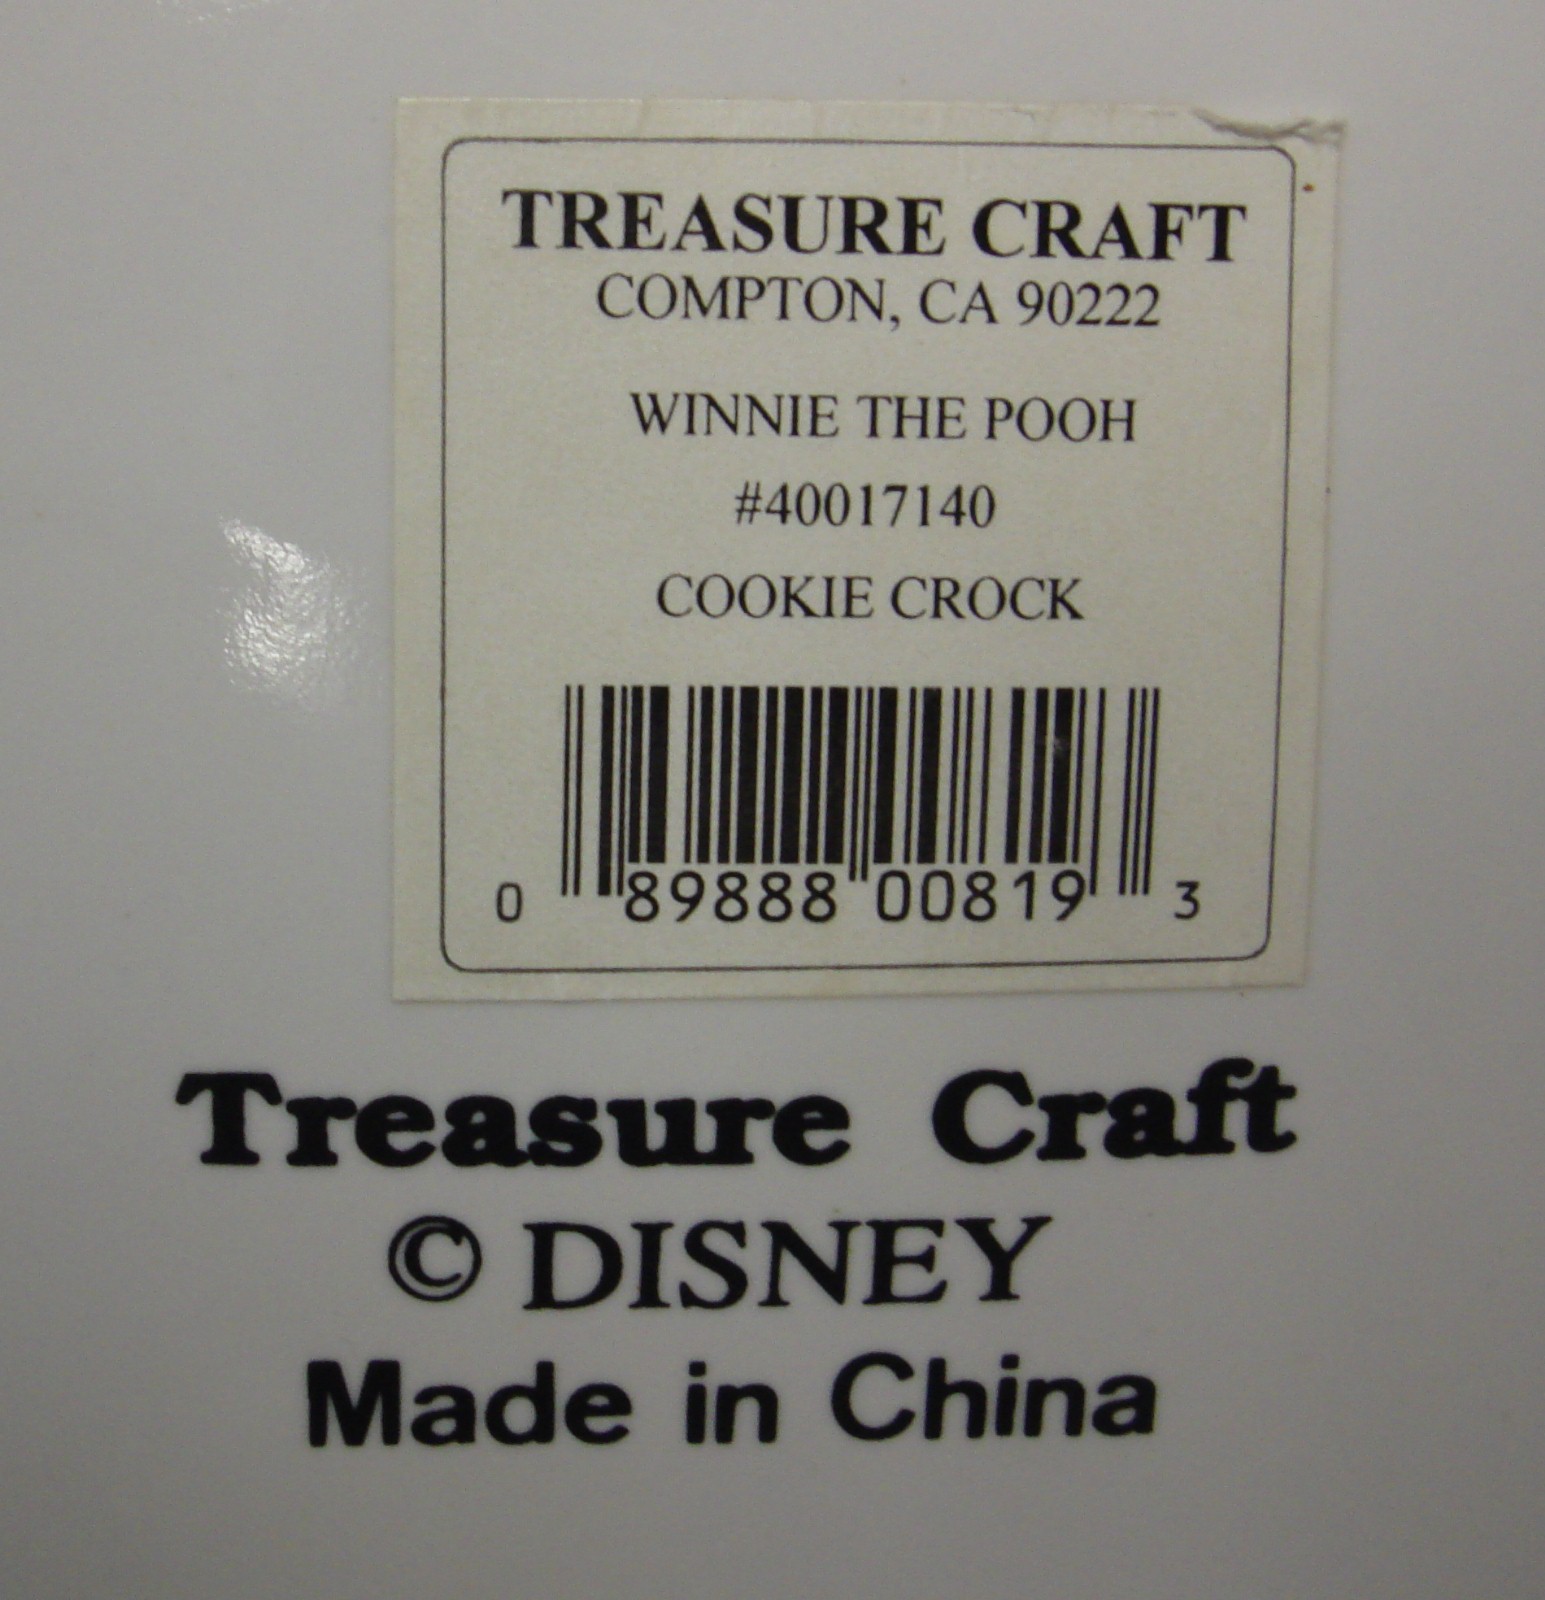 TREASURE CRAFT
COMPTON, CA 90222
WINNIE THE POOH
#40017140
COOKIE CROCK
0 89888 00819 3
Treasure Craft
© DISNEY
Made in China